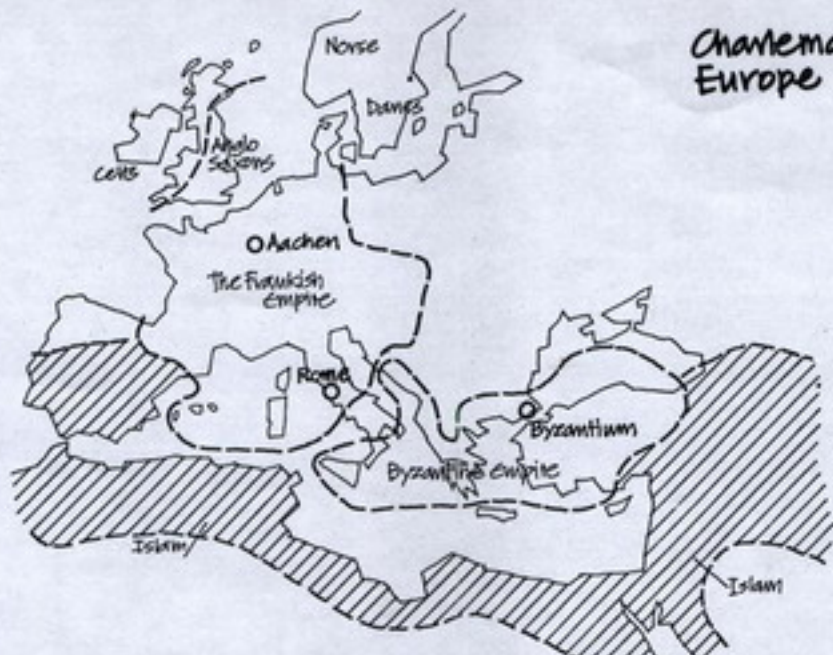 Charlema
Europe
Norse
Danes
Anglo
Saxons
Celts
Aachen
The Frankish
empire
Rome
Byzantium
Byzantine empire
Islam
Islam